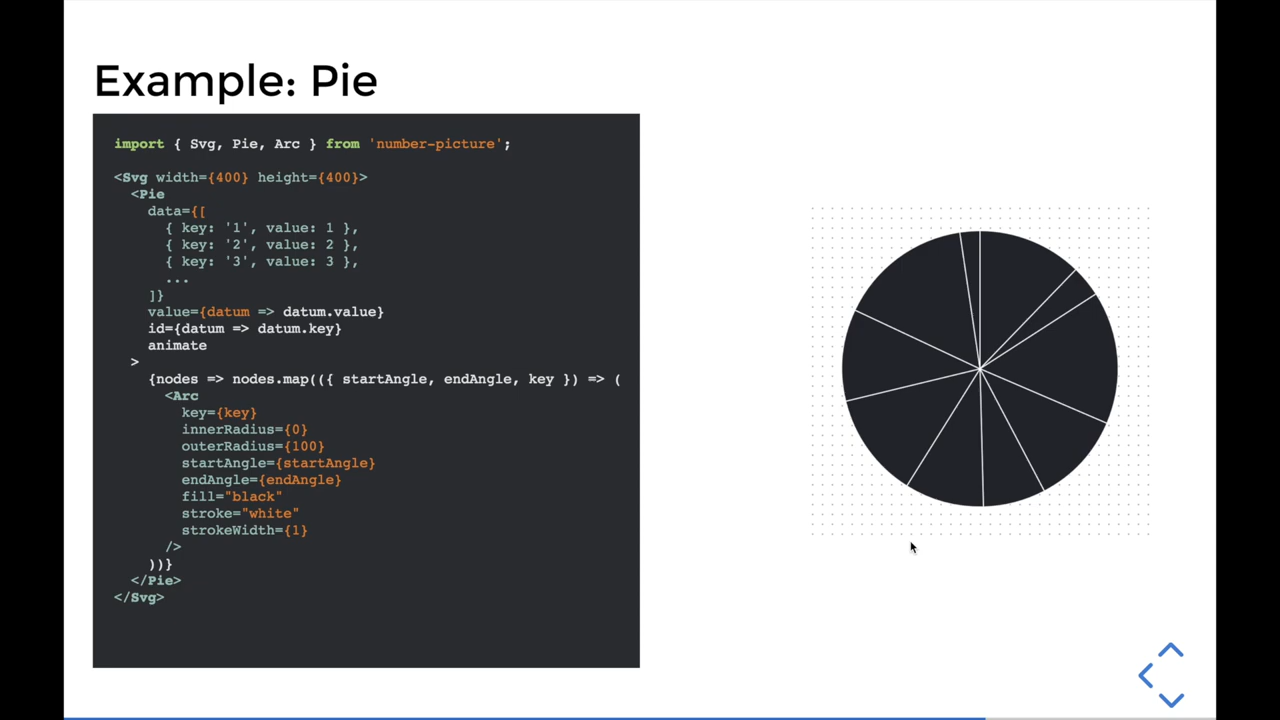 Example: Pie
import { Svg, Pie, Arc } from 'number-picture';
<Svg width={400} height={400}>
<Pie
data={[
{ key: '1', value: 1 },
{ key: '2', value: 2 },
{ key: '3', value: 3 },
...
]}
value={datum => datum.value}
id={datum => datum.key}
animate
>
{nodes => nodes.map(({ startAngle, endAngle, key }) => (
<Arc
key={key}
innerRadius={0}
outerRadius={100}
startAngle={startAngle}
endAngle={endAngle}
fill="black"
stroke="white"
strokeWidth={1}
/>
))}
</Pie>
</Svg>